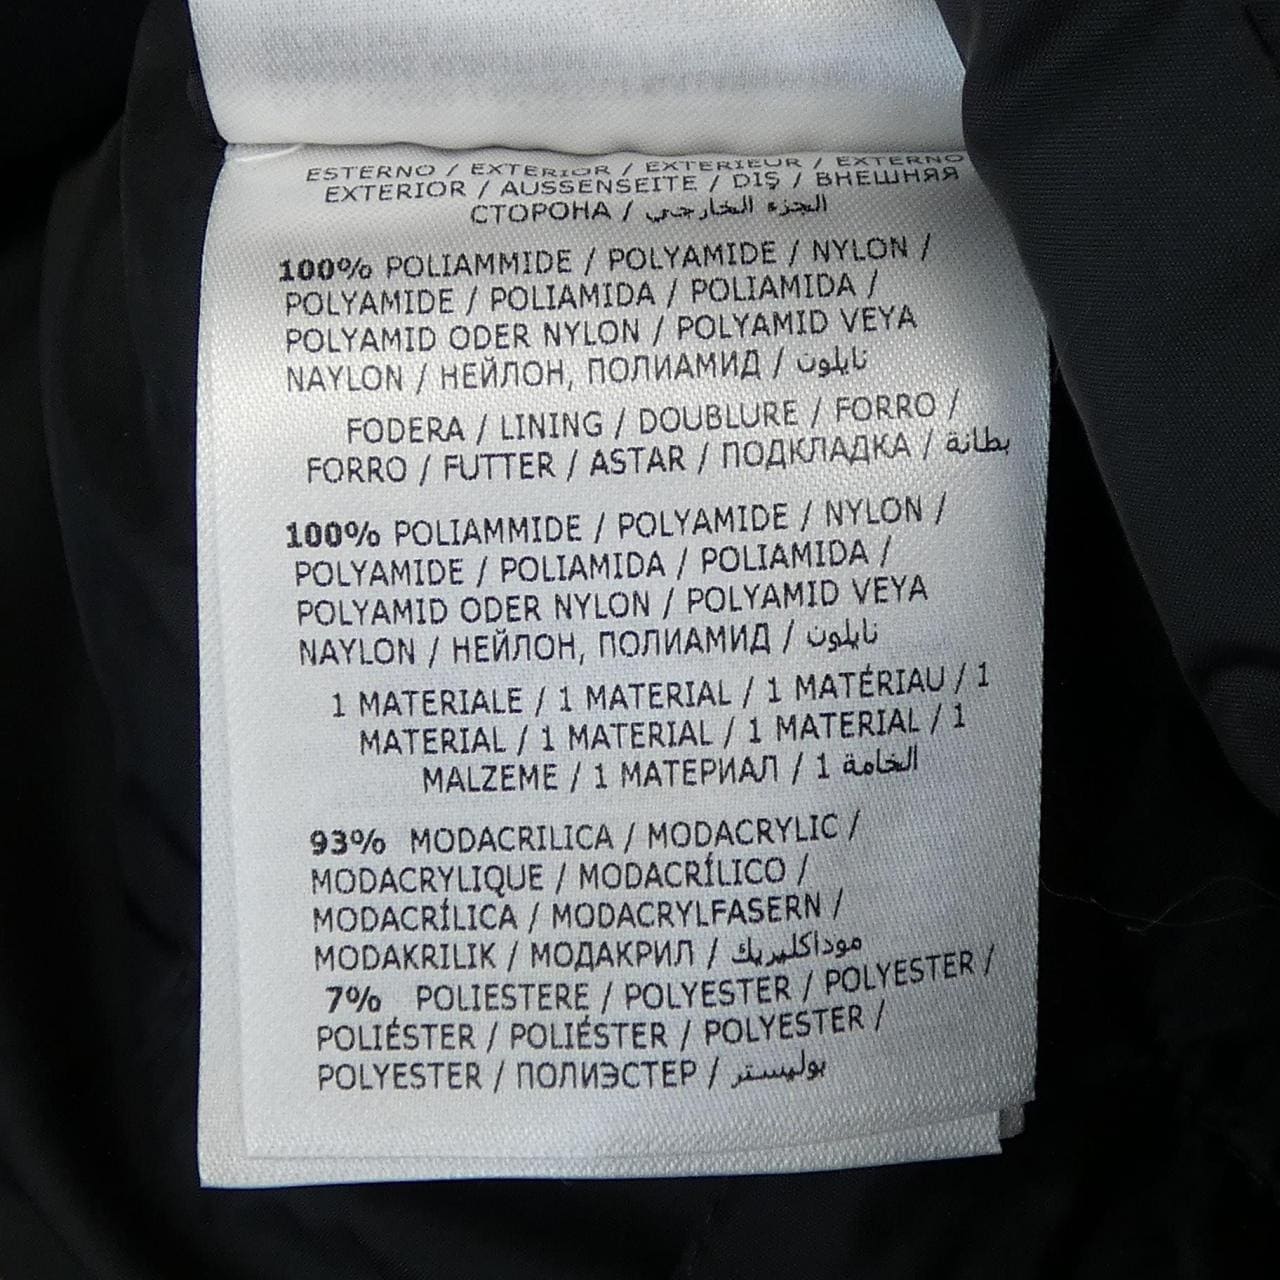 ESTERNO / EXTERIOR / EXTERIEUR / EXTERNO
EXTERIOR / AUSSENSEITE / DIŞ / ВНЕШНЯЯ
СТОРОНА / الجزء الخارجي
100% POLIAMMIDE / POLYAMIDE / NYLON /
POLYAMIDE / POLIAMIDA / POLIAMIDA /
POLYAMID ODER NYLON / POLYAMID VEYA
NAYLON / НЕЙЛОН, ПОЛИАМИД / نايلون
FODERA / LINING / DOUBLURE / FORRO /
FORRO / FUTTER / ASTAR / ПОДКЛАДКА / بطانة
100% POLIAMMIDE / POLYAMIDE / NYLON /
POLYAMIDE / POLIAMIDA / POLIAMIDA /
POLYAMID ODER NYLON / POLYAMID VEYA
NAYLON / НЕЙЛОН, ПОЛИАМИД / نايلون
1 MATERIALE / 1 MATERIAL / 1 MATÉRIAU / 1
MATERIAL / 1 MATERIAL / 1 MATERIAL / 1
MALZEME / 1 МАТЕРИАЛ / 1 الخامة
93% MODACRILICA / MODACRYLIC /
MODACRYLIQUE / MODACRÍLICO /
MODACRÍLICA / MODACRYLFASERN /
MODAKRILIK / МОДАКРИЛ / موداكليريك
7% POLIESTERE / POLYESTER / POLYESTER /
POLIÉSTER / POLIÉSTER / POLYESTER /
POLYESTER / ПОЛИЭСТЕР / بوليستر